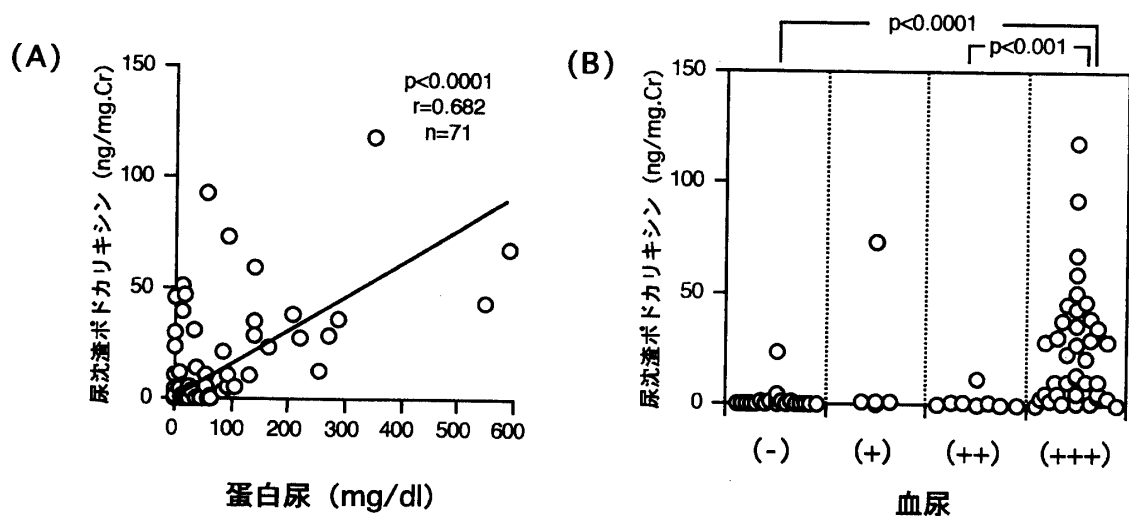 (A)
尿沈渣ポドカリキシン (ng/mg.Cr)
150
100
50
0
p<0.0001
r=0.682
n=71
0 100 200 300 400 500 600
蛋白尿 (mg/dl)
(B)
p<0.0001
p<0.001
尿沈渣ポドカリキシン (ng/mg.Cr)
150
100
50
0
(-) (+) (++) (+++)
血尿